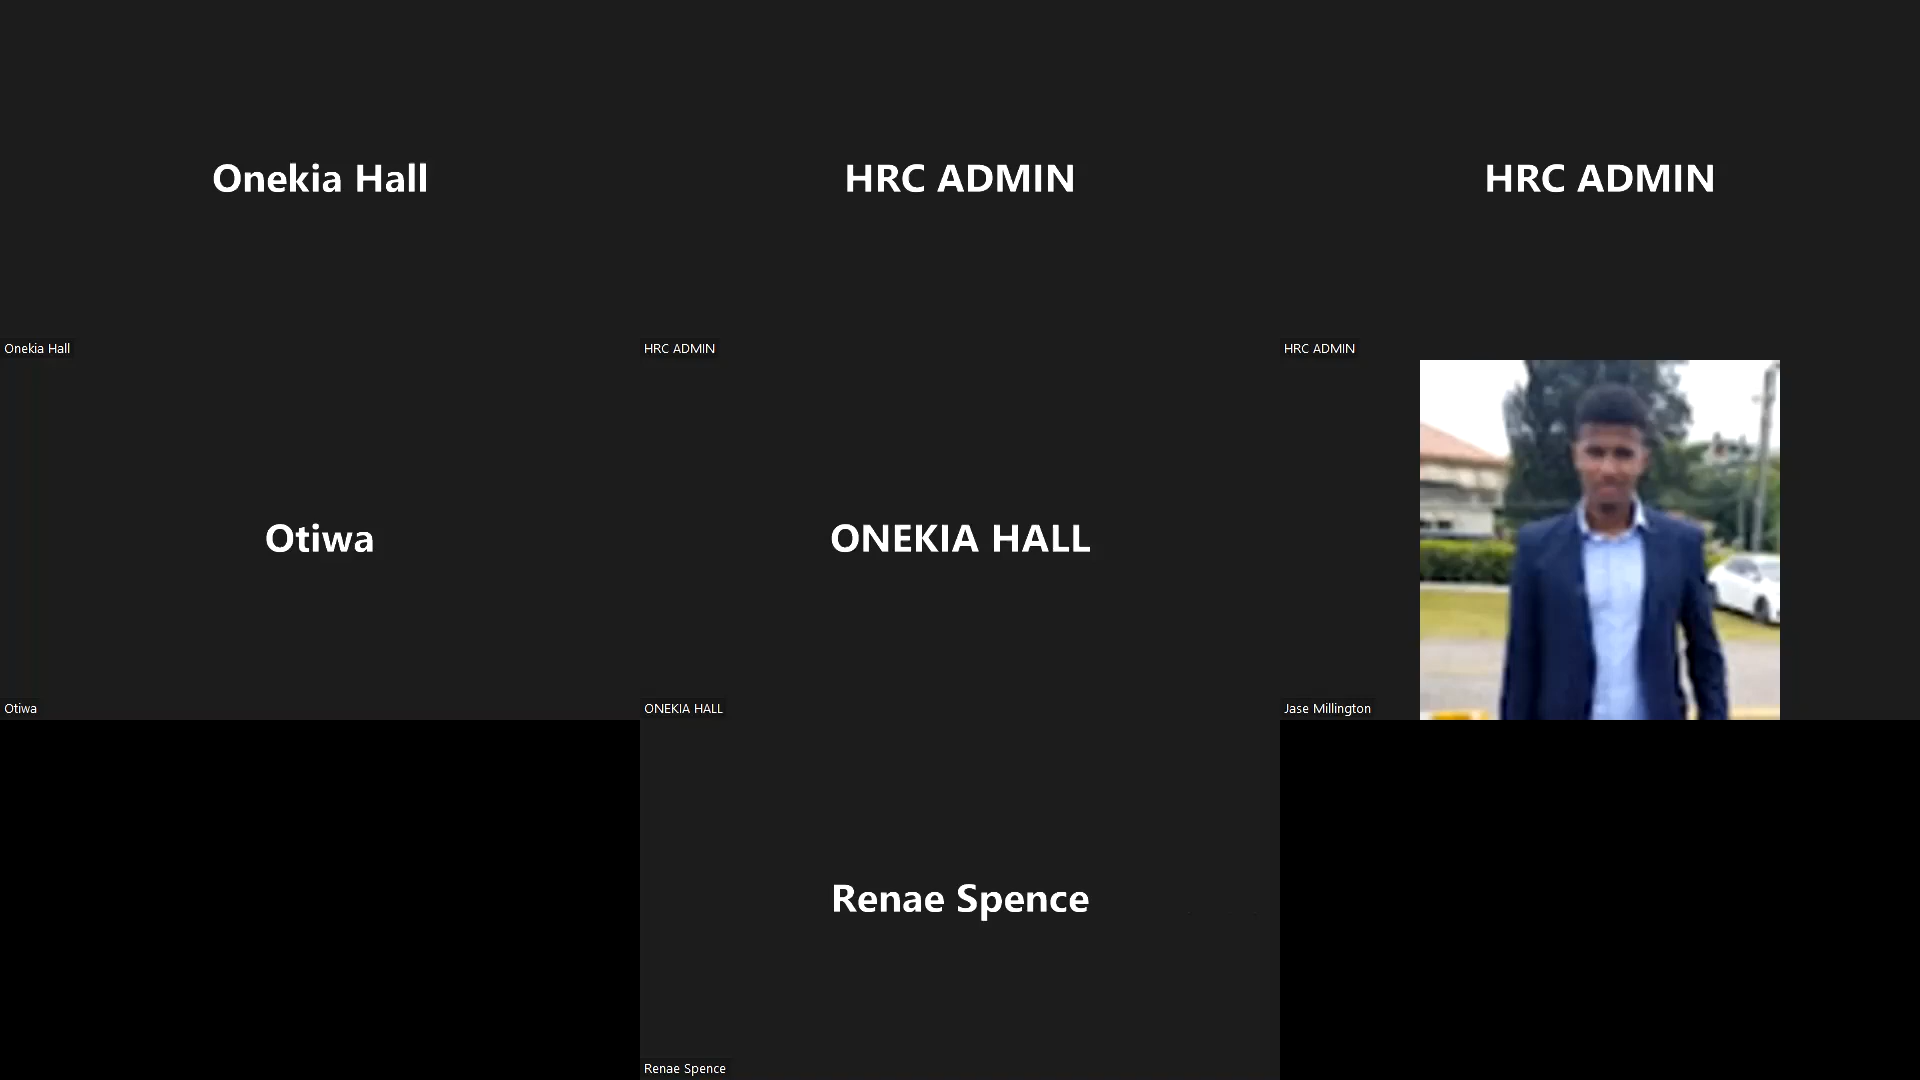 Onekia Hall
HRC ADMIN
HRC ADMIN
Onekia Hall
HRC ADMIN
HRC ADMIN
Otiwa
ONEKIA HALL
Otiwa
ONEKIA HALL
Jase Millington
Renae Spence
Renae Spence